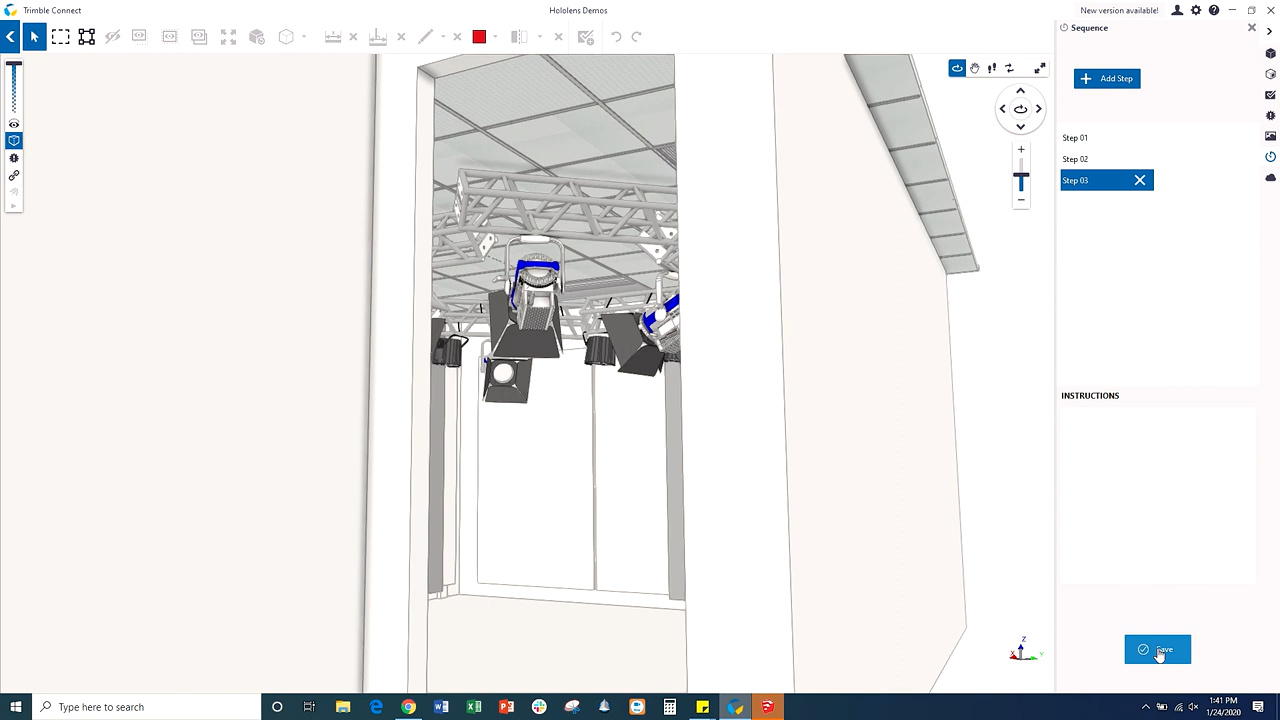 Trimble Connect
Hololens Demos
New version available!
Sequence
Add Step
Step 01
Step 02
Step 03
INSTRUCTIONS
Z
X
Y
Type here to search
1:41 PM
1/24/2020